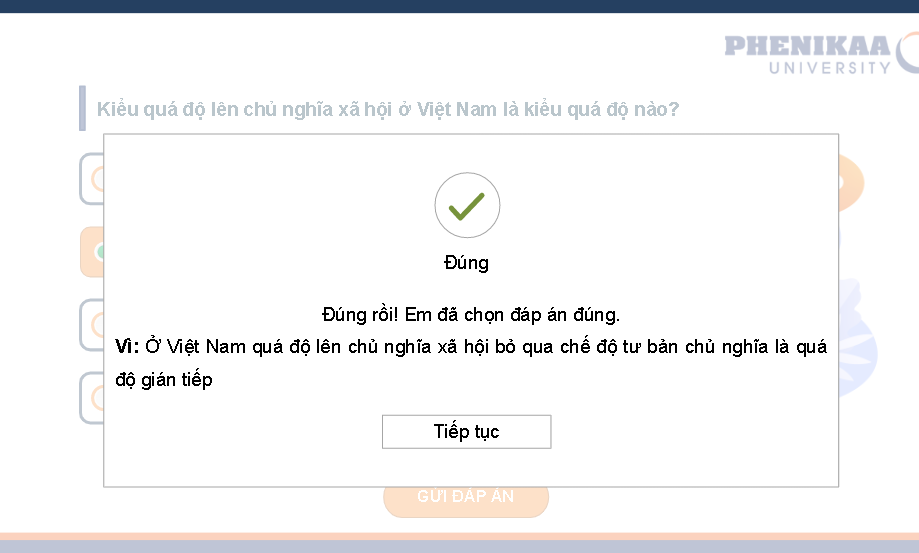 PHENIKAA
UNIVERSITY
Kiểu quá độ lên chủ nghĩa xã hội ở Việt Nam là kiểu quá độ nào?
Đúng
Đúng rồi! Em đã chọn đáp án đúng.
Vì: Ở Việt Nam quá độ lên chủ nghĩa xã hội bỏ qua chế độ tư bản chủ nghĩa là quá
độ gián tiếp
Tiếp tục
GỬI ĐÁP ÁN